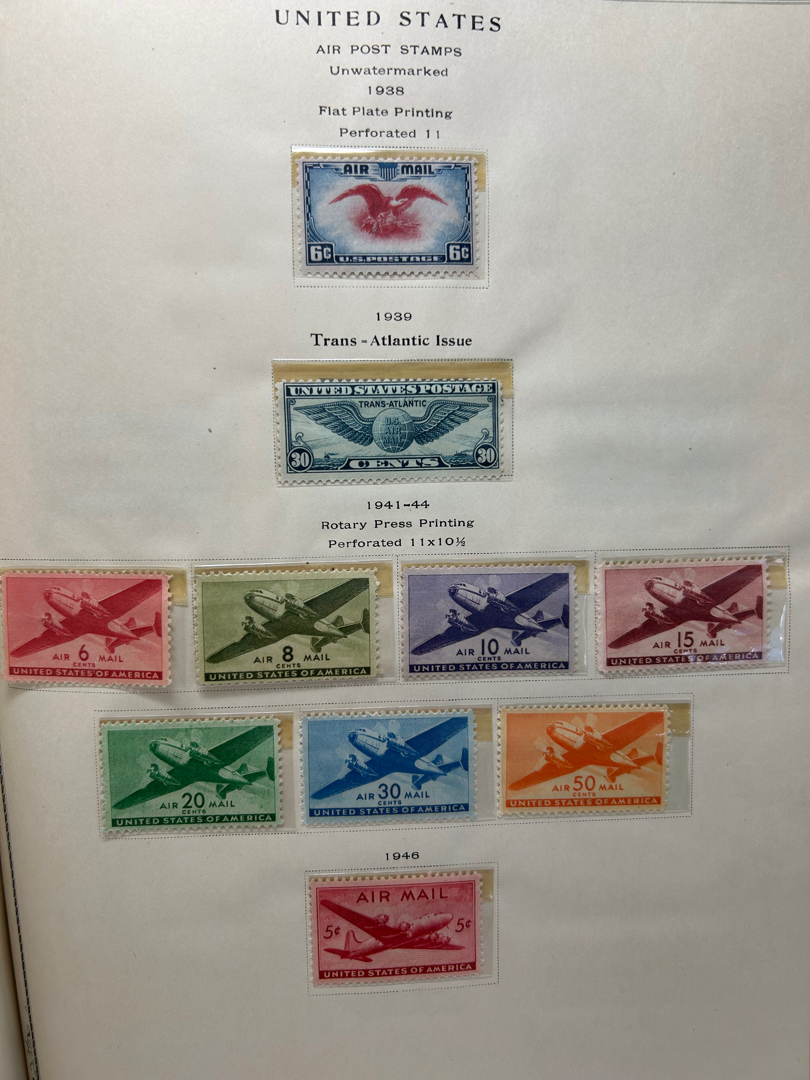 UNITED STATES
AIR POST STAMPS
Unwatermarked
1938
Flat Plate Printing
Perforated 11
AIR MAIL
6¢ 6¢
U.S. POSTAGE
1939
Trans-Atlantic Issue
UNITED STATES POSTAGE
TRANS-ATLANTIC
U.S.
AIR
MAIL
30 30
CENTS
1941-44
Rotary Press Printing
Perforated 11x10½
6
AIR MAIL
CENTS
UNITED STATES OF AMERICA
8
AIR MAIL
CENTS
UNITED STATES OF AMERICA
10
AIR MAIL
CENTS
UNITED STATES OF AMERICA
15
AIR MAIL
CENTS
UNITED STATES OF AMERICA
20
AIR MAIL
CENTS
UNITED STATES OF AMERICA
30
AIR MAIL
CENTS
UNITED STATES OF AMERICA
50
AIR MAIL
CENTS
UNITED STATES OF AMERICA
1946
AIR MAIL
5¢ 5¢
UNITED STATES OF AMERICA